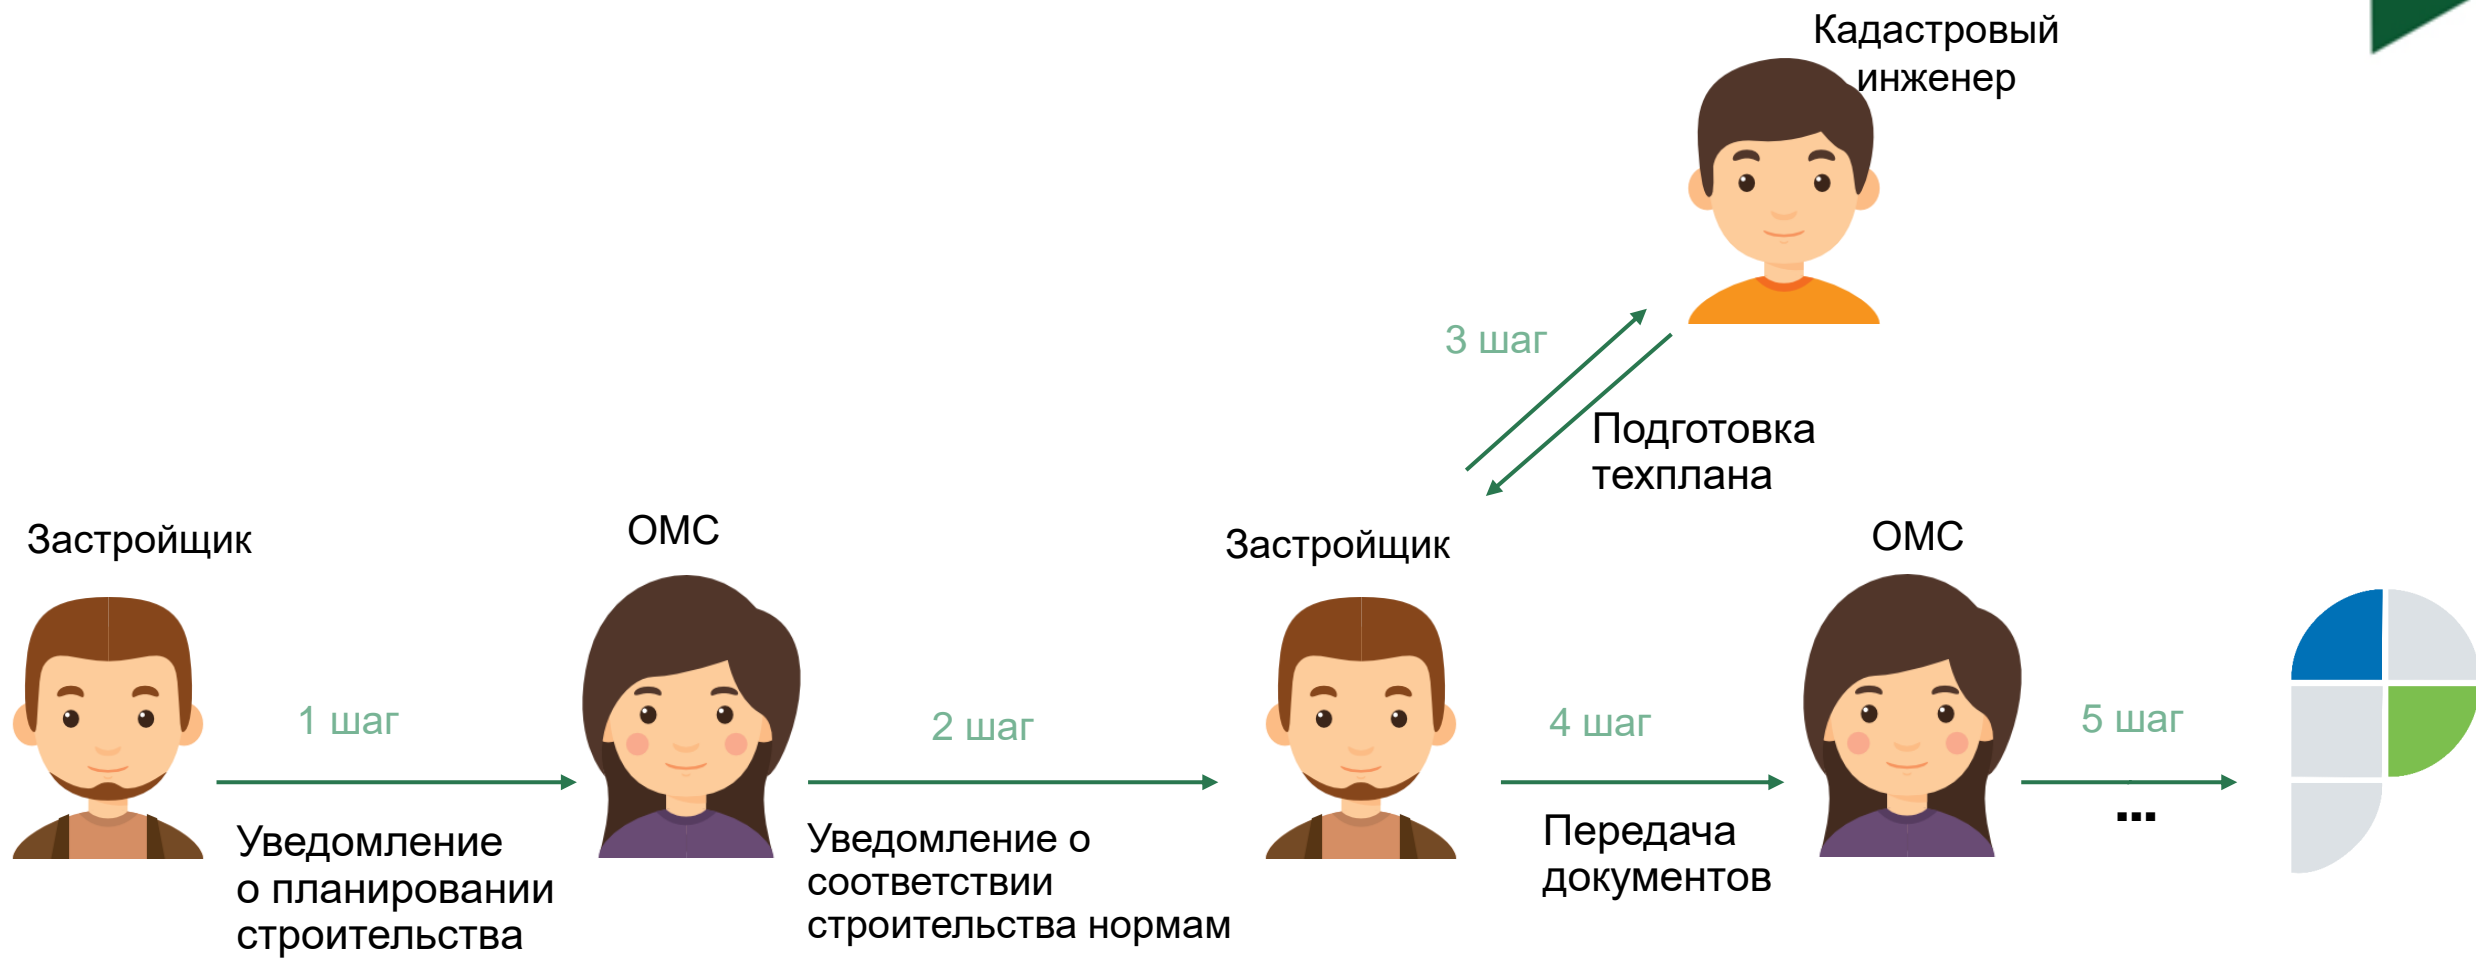 Кадастровый
инженер
3 шаг
Подготовка
техплана
Застройщик
ОМС
Застройщик
ОМС
1 шаг
2 шаг
4 шаг
5 шаг
Уведомление
о планировании
строительства
Уведомление о
соответствии
строительства нормам
Передача
документов
...